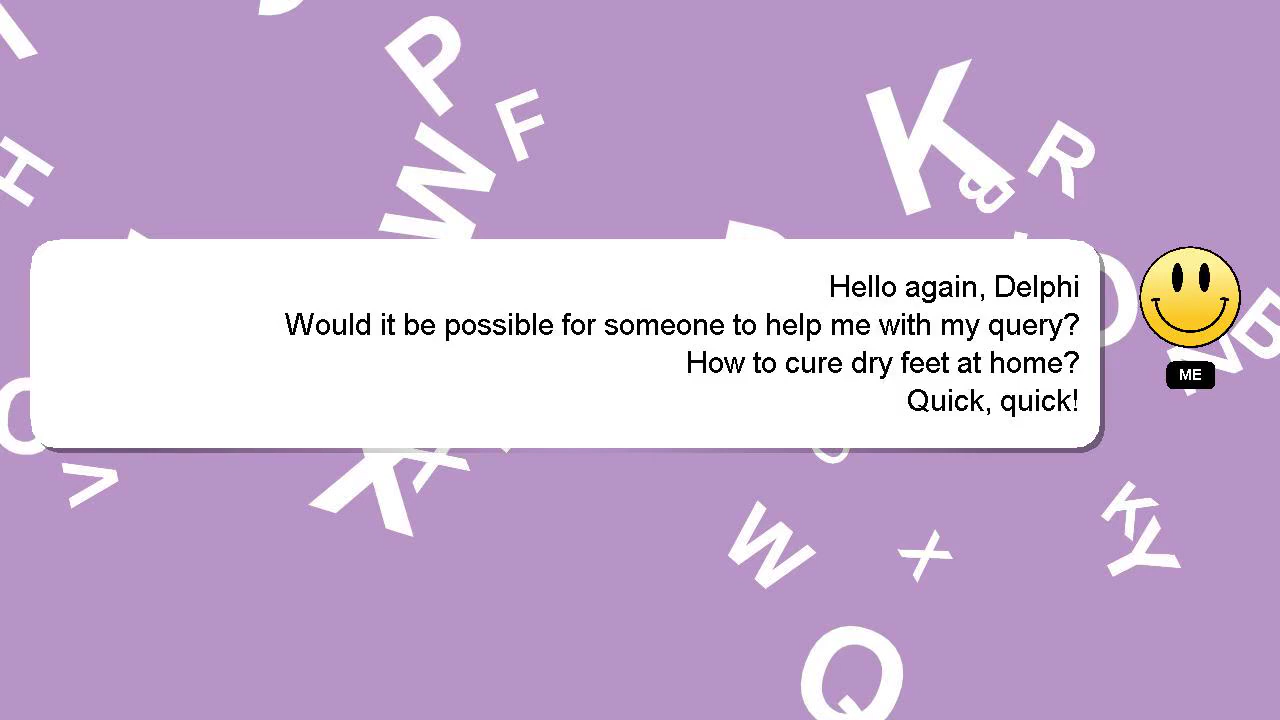 Hello again, Delphi
Would it be possible for someone to help me with my query?
How to cure dry feet at home?
Quick, quick!
ME
P
F
W
K
R
B
H
V
X
X
W
X
K
Y
Q
N
B